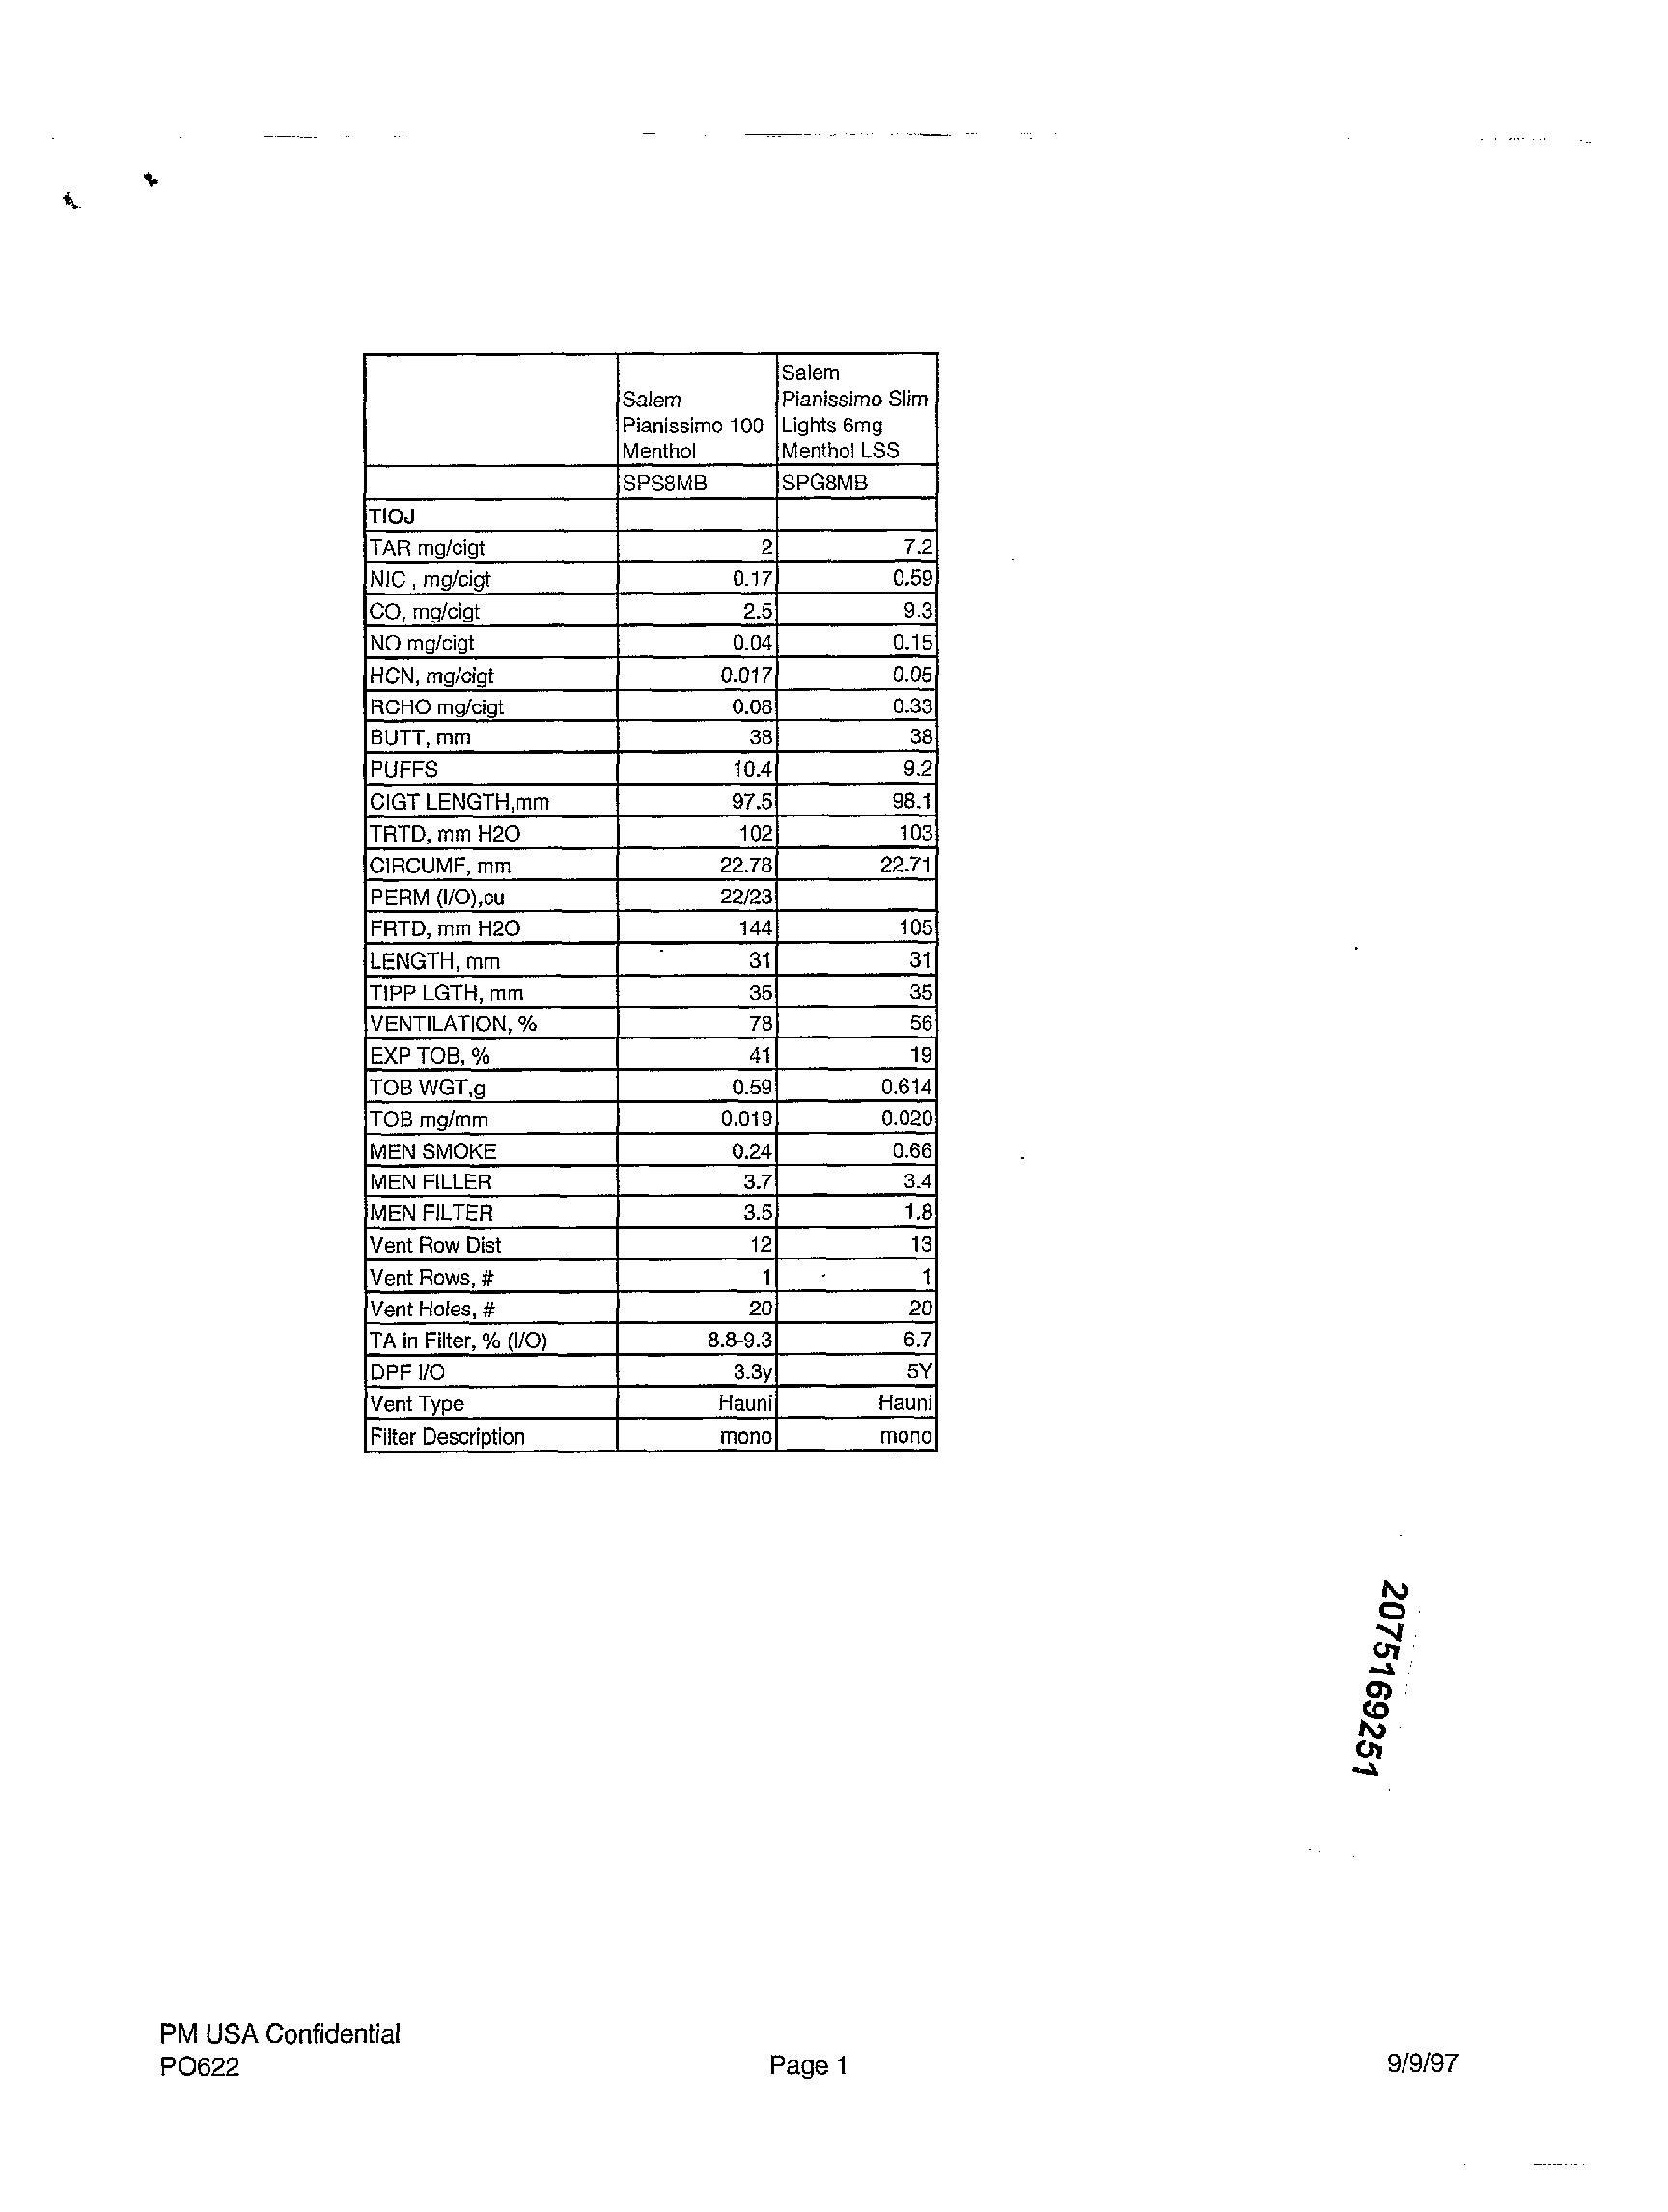 Salem Pianissimo 100 Menthol | Salem Pianissimo Slim Lights 6mg Menthol LSS
SPS8MB | SPG8MB
TIOJ
TAR mg/cigt 2 7.2
NIC , mg/cigt 0.17 0.59
CO, mg/cigt 2.5 9.3
NO mg/cigt 0.04 0.15
HCN, mg/cigt 0.017 0.05
RCHO mg/cigt 0.08 0.33
BUTT, mm 38 38
PUFFS 10.4 9.2
CIGT LENGTH,mm 97.5 98.1
TRTD, mm H2O 102 103
CIRCUMF, mm 22.78 22.71
PERM (I/O),cu 22/23
FRTD, mm H2O 144 105
LENGTH, mm 31 31
TIPP LGTH, mm 35 35
VENTILATION, % 78 56
EXP TOB, % 41 19
TOB WGT,g 0.59 0.614
TOB mg/mm 0.019 0.020
MEN SMOKE 0.24 0.66
MEN FILLER 3.7 3.4
MEN FILTER 3.5 1.8
Vent Row Dist 12 13
Vent Rows, # 1 1
Vent Holes, # 20 20
TA in Filter, % (I/O) 8.8-9.3 6.7
DPF I/O 3.3y 5Y
Vent Type Hauni Hauni
Filter Description mono mono
2075169251
PM USA Confidential
PO622 Page 1 9/9/97